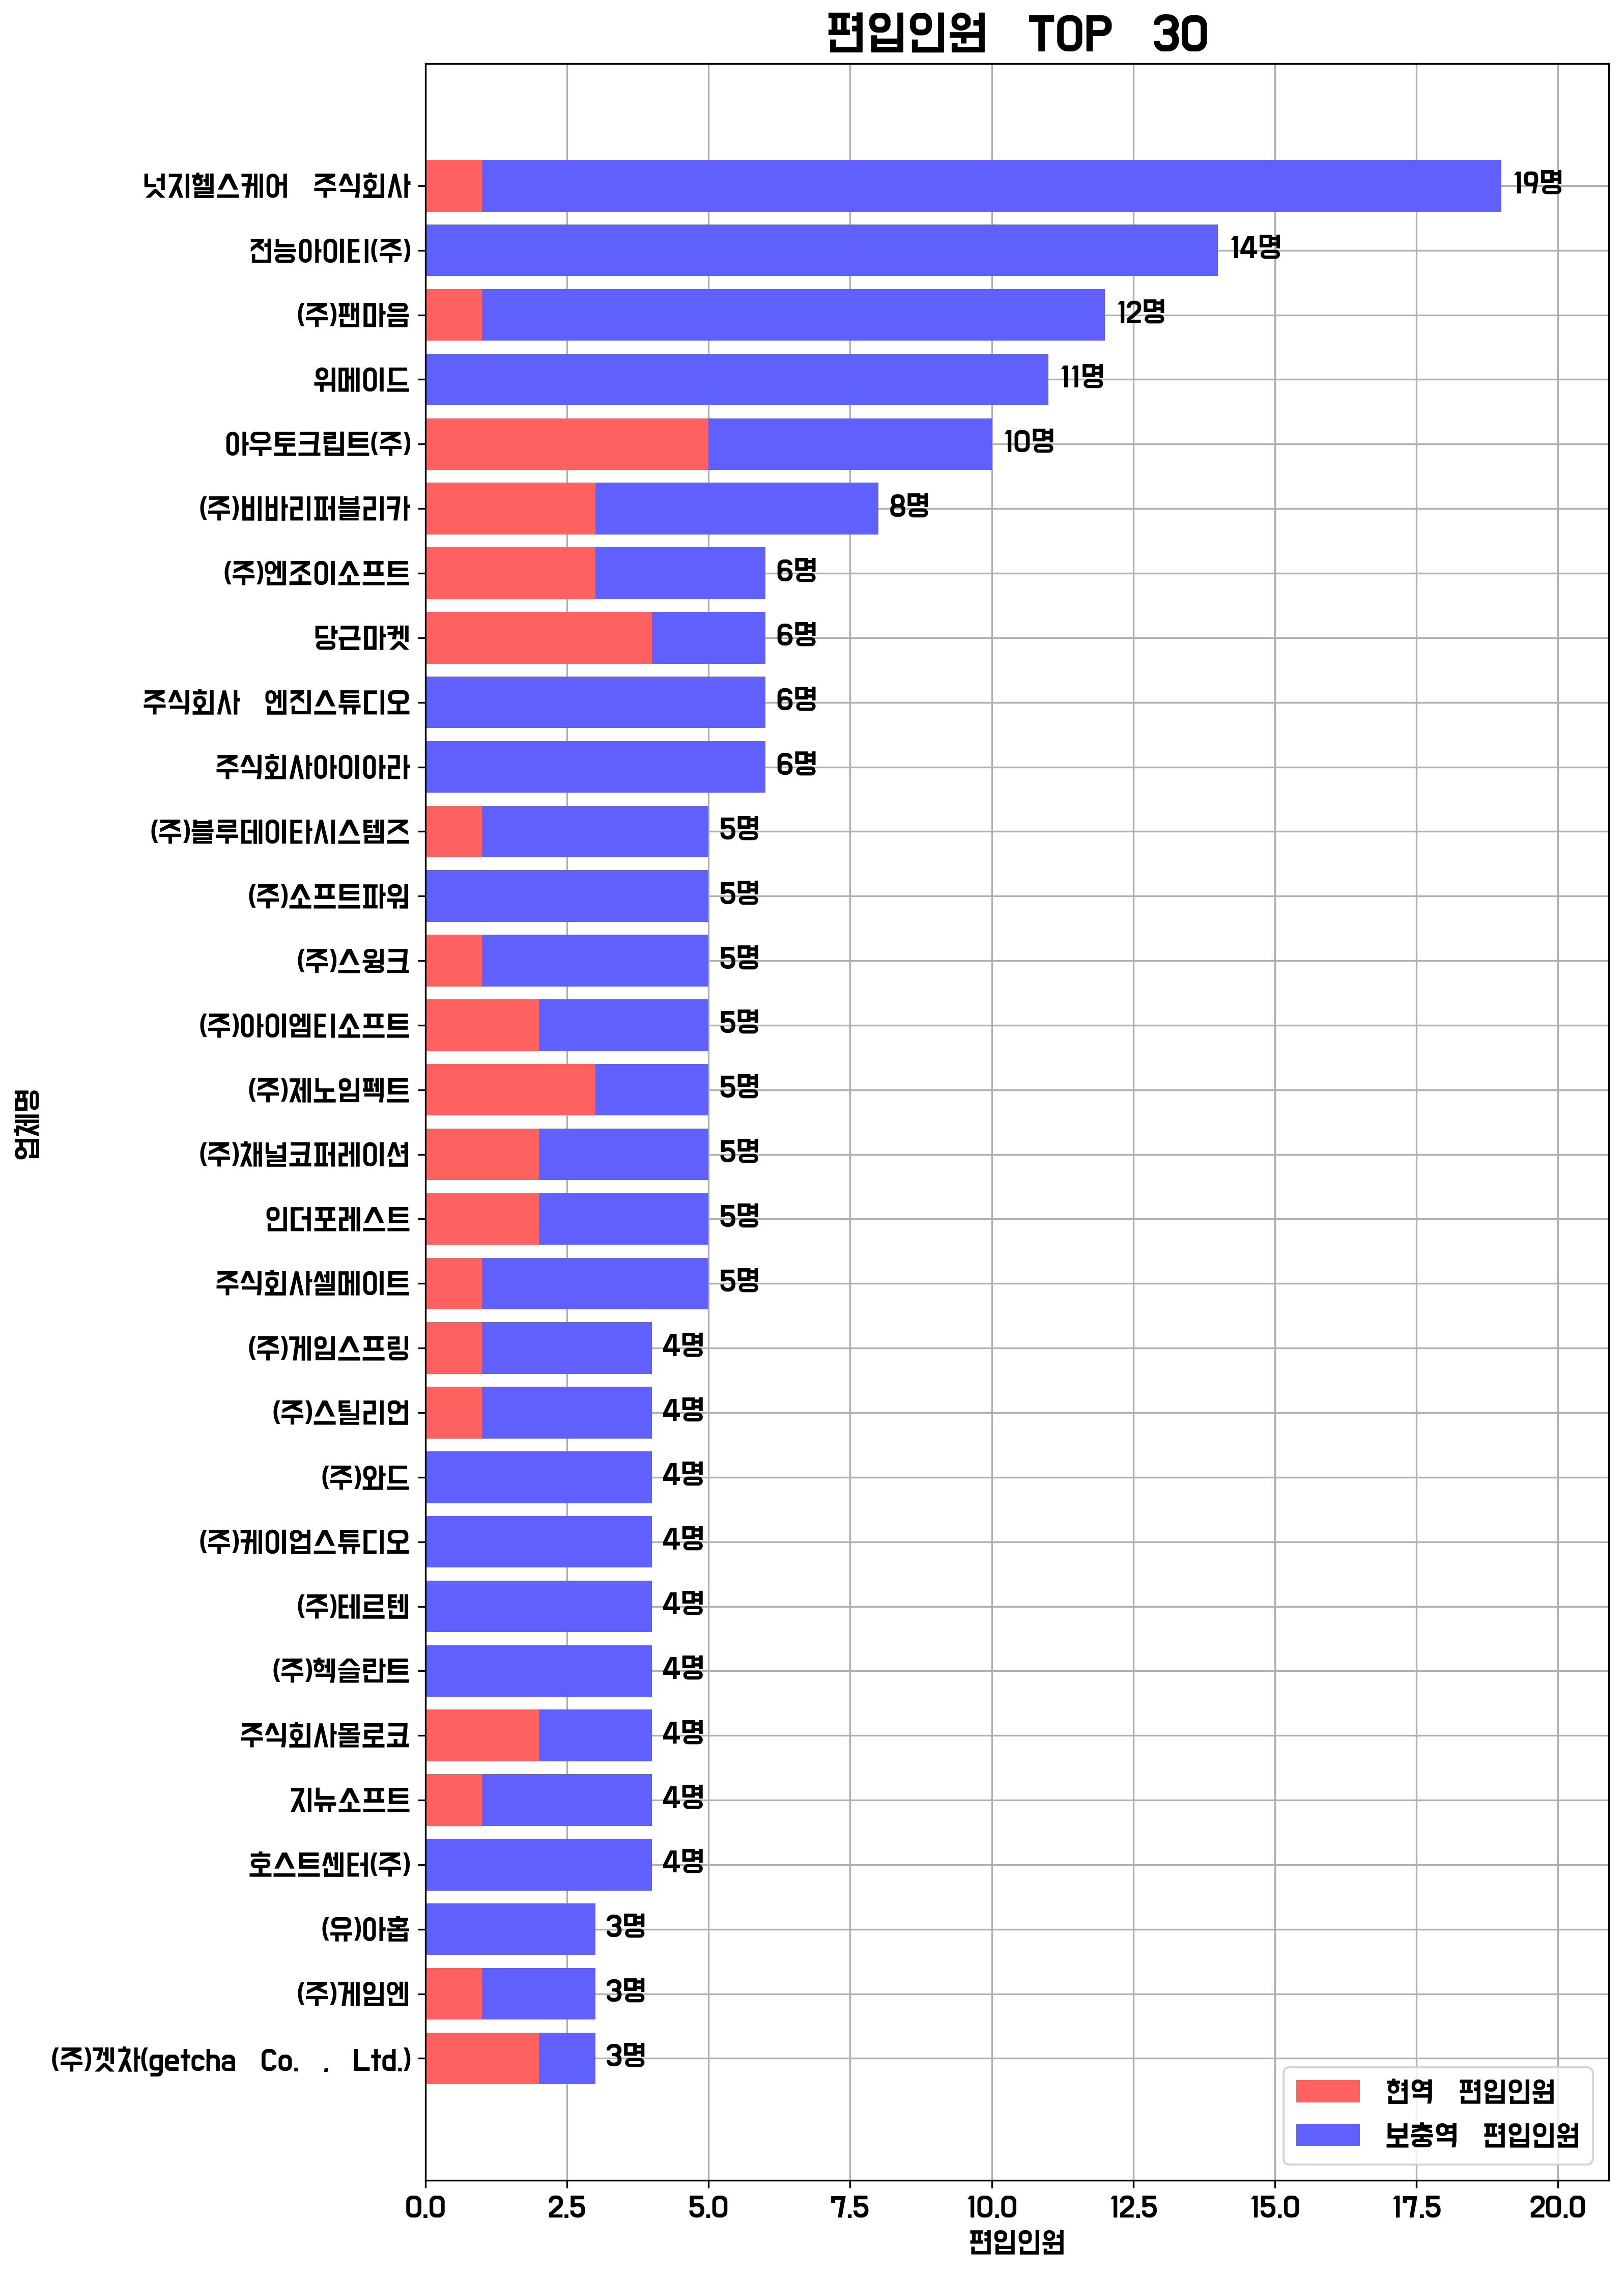 편입인원 TOP 30
넛지헬스케어 주식회사
19명
전능아이티(주)
14명
(주)팬마음
12명
위메이드
11명
아우토크립트(주)
10명
(주)비바리퍼블리카
8명
(주)엔조이소프트
6명
당근마켓
6명
주식회사 엔진스튜디오
6명
주식회사아이아라
6명
(주)블루데이타시스템즈
5명
(주)소프트파워
5명
(주)스윙크
5명
(주)아이엠티소프트
5명
(주)제노임펙트
5명
(주)채널코퍼레이션
5명
인더포레스트
5명
주식회사셀메이트
5명
(주)게임스프링
4명
(주)스틸리언
4명
(주)와드
4명
(주)케이업스튜디오
4명
(주)테르텐
4명
(주)헥슬란트
4명
주식회사몰로코
4명
지뉴소프트
4명
호스트센터(주)
4명
(유)아홉
3명
(주)게임엔
3명
(주)겟차(getcha Co. , Ltd.)
3명
업체명
현역 편입인원
보충역 편입인원
0.0 2.5 5.0 7.5 10.0 12.5 15.0 17.5 20.0
편입인원